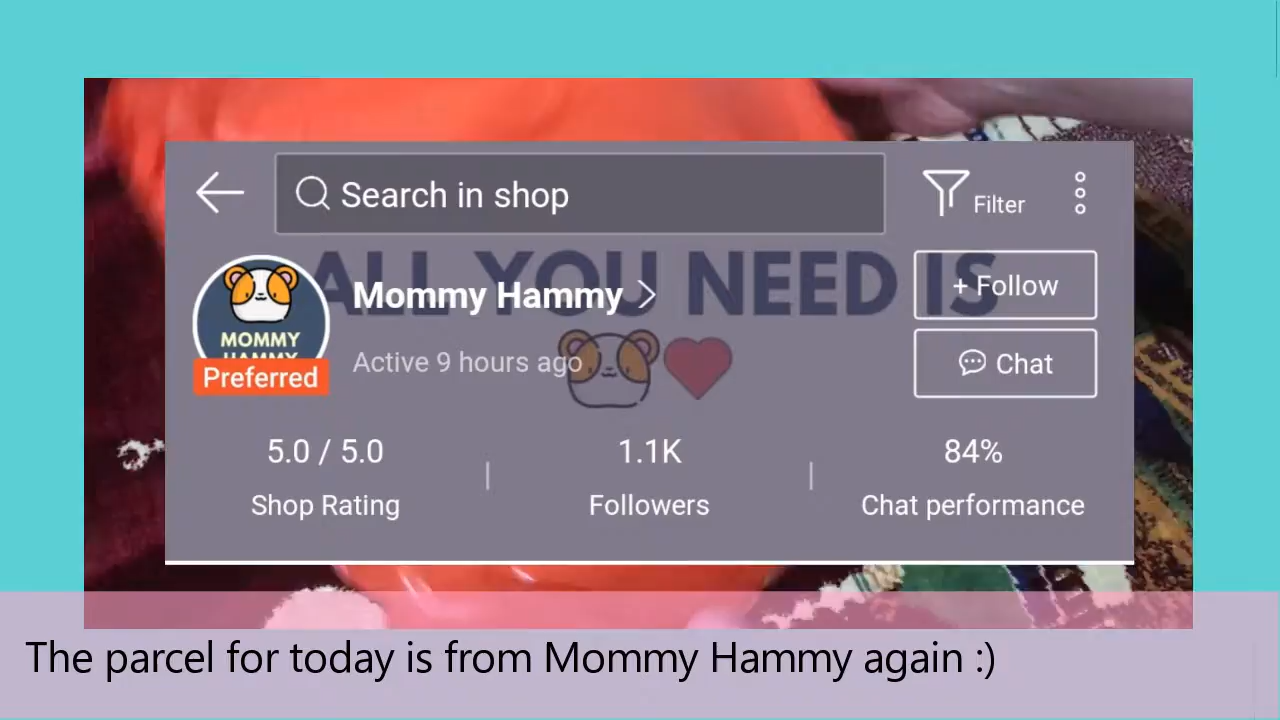 Search in shop
Filter
ALL YOU NEED IS
Mommy Hammy
+ Follow
MOMMY
HAMMY
Preferred
Active 9 hours ago
Chat
5.0 / 5.0
1.1K
84%
Shop Rating
Followers
Chat performance
The parcel for today is from Mommy Hammy again :)